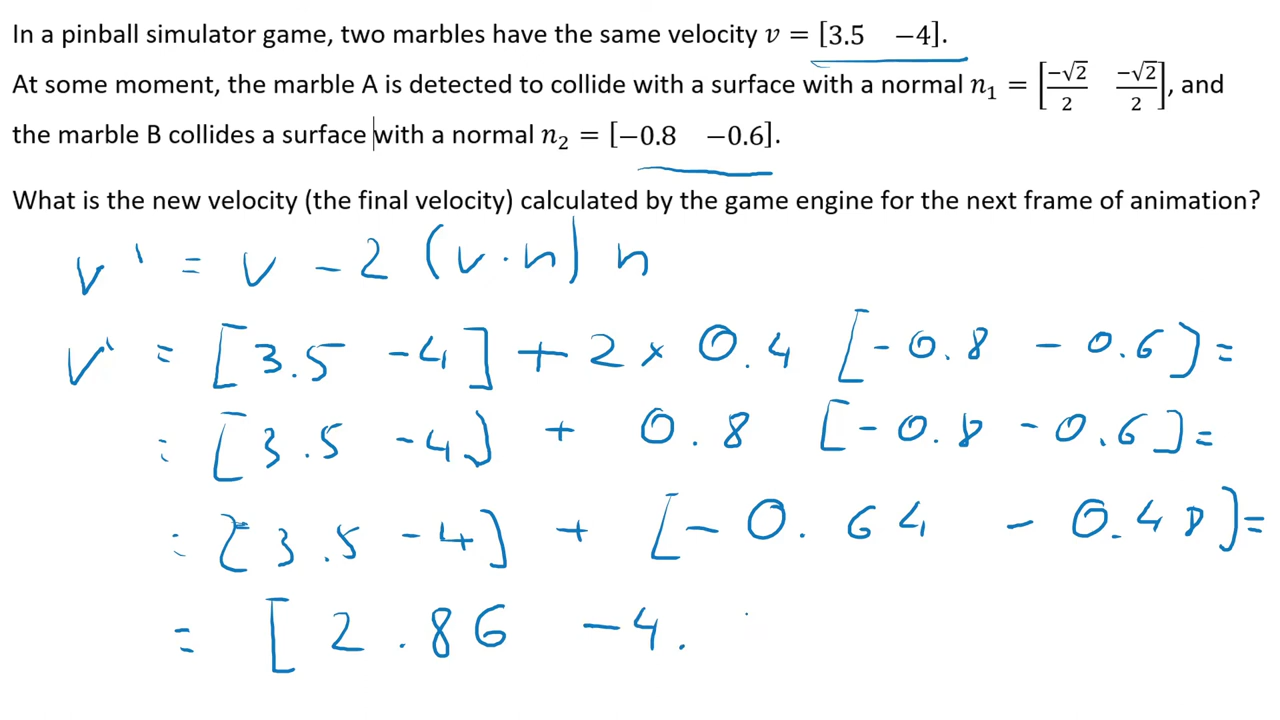 In a pinball simulator game, two marbles have the same velocity v = [3.5 −4].
At some moment, the marble A is detected to collide with a surface with a normal n₁ = [−√2/2 −√2/2], and
the marble B collides a surface with a normal n₂ = [−0.8 −0.6].
What is the new velocity (the final velocity) calculated by the game engine for the next frame of animation?
v' = v - 2 (v · n) n
v' = [3.5 -4] + 2 × 0.4 [-0.8 -0.6] =
= [3.5 -4] + 0.8 [-0.8 -0.6] =
= [3.5 -4] + [-0.64 -0.48] =
= [2.86 -4.